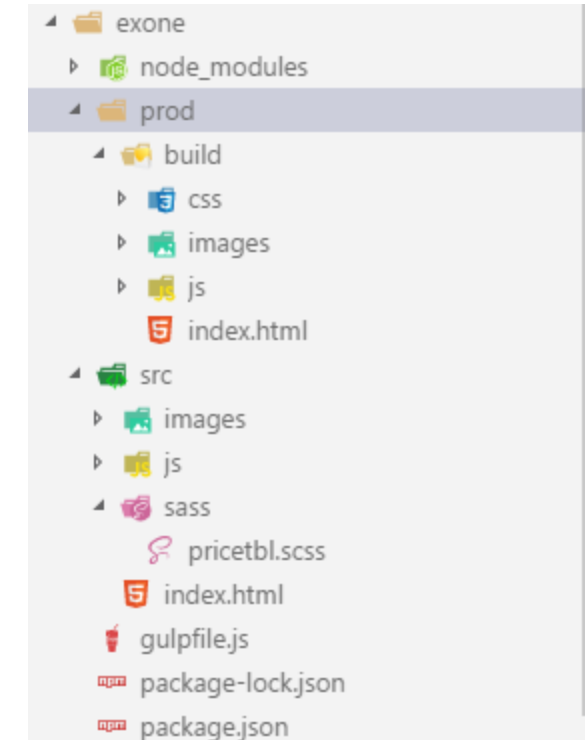 exone
node_modules
prod
build
css
images
js
index.html
src
images
js
sass
pricetbl.scss
index.html
gulpfile.js
package-lock.json
package.json